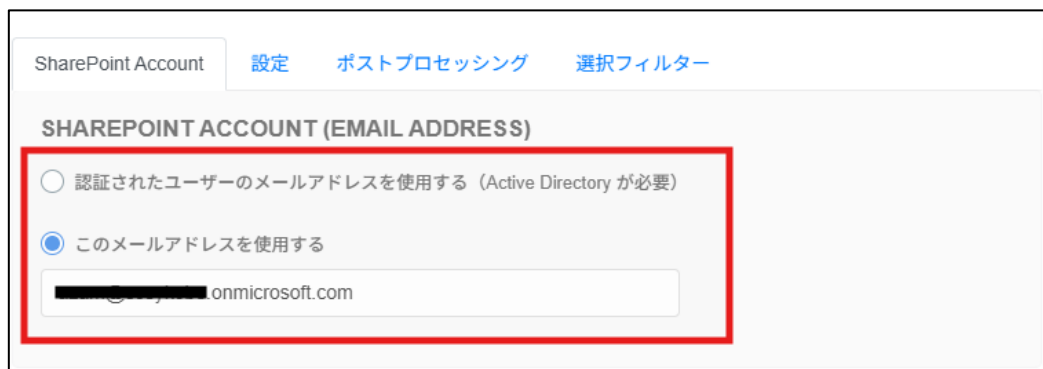 SharePoint Account 設定 ポストプロセッシング 選択フィルター
SHAREPOINT ACCOUNT (EMAIL ADDRESS)
認証されたユーザーのメールアドレスを使用する（Active Directory が必要）
このメールアドレスを使用する
.onmicrosoft.com